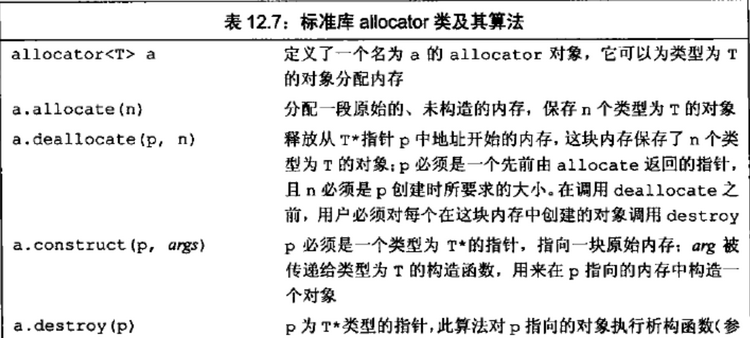 表 12.7：标准库 allocator 类及其算法
allocator<T> a 定义了一个名为 a 的 allocator 对象，它可以为类型为 T
的对象分配内存
a.allocate(n) 分配一段原始的、未构造的内存，保存 n 个类型为 T 的对象
a.deallocate(p, n) 释放从 T*指针 p 中地址开始的内存，这块内存保存了 n 个类
型为 T 的对象；p 必须是一个先前由 allocate 返回的指针，
且 n 必须是 p 创建时所要求的大小。在调用 deallocate 之
前，用户必须对每个在这块内存中创建的对象调用 destroy
a.construct(p, args) p 必须是一个类型为 T*的指针，指向一块原始内存；arg 被
传递给类型为 T 的构造函数，用来在 p 指向的内存中构造一
个对象
a.destroy(p) p 为 T*类型的指针，此算法对 p 指向的对象执行析构函数（参